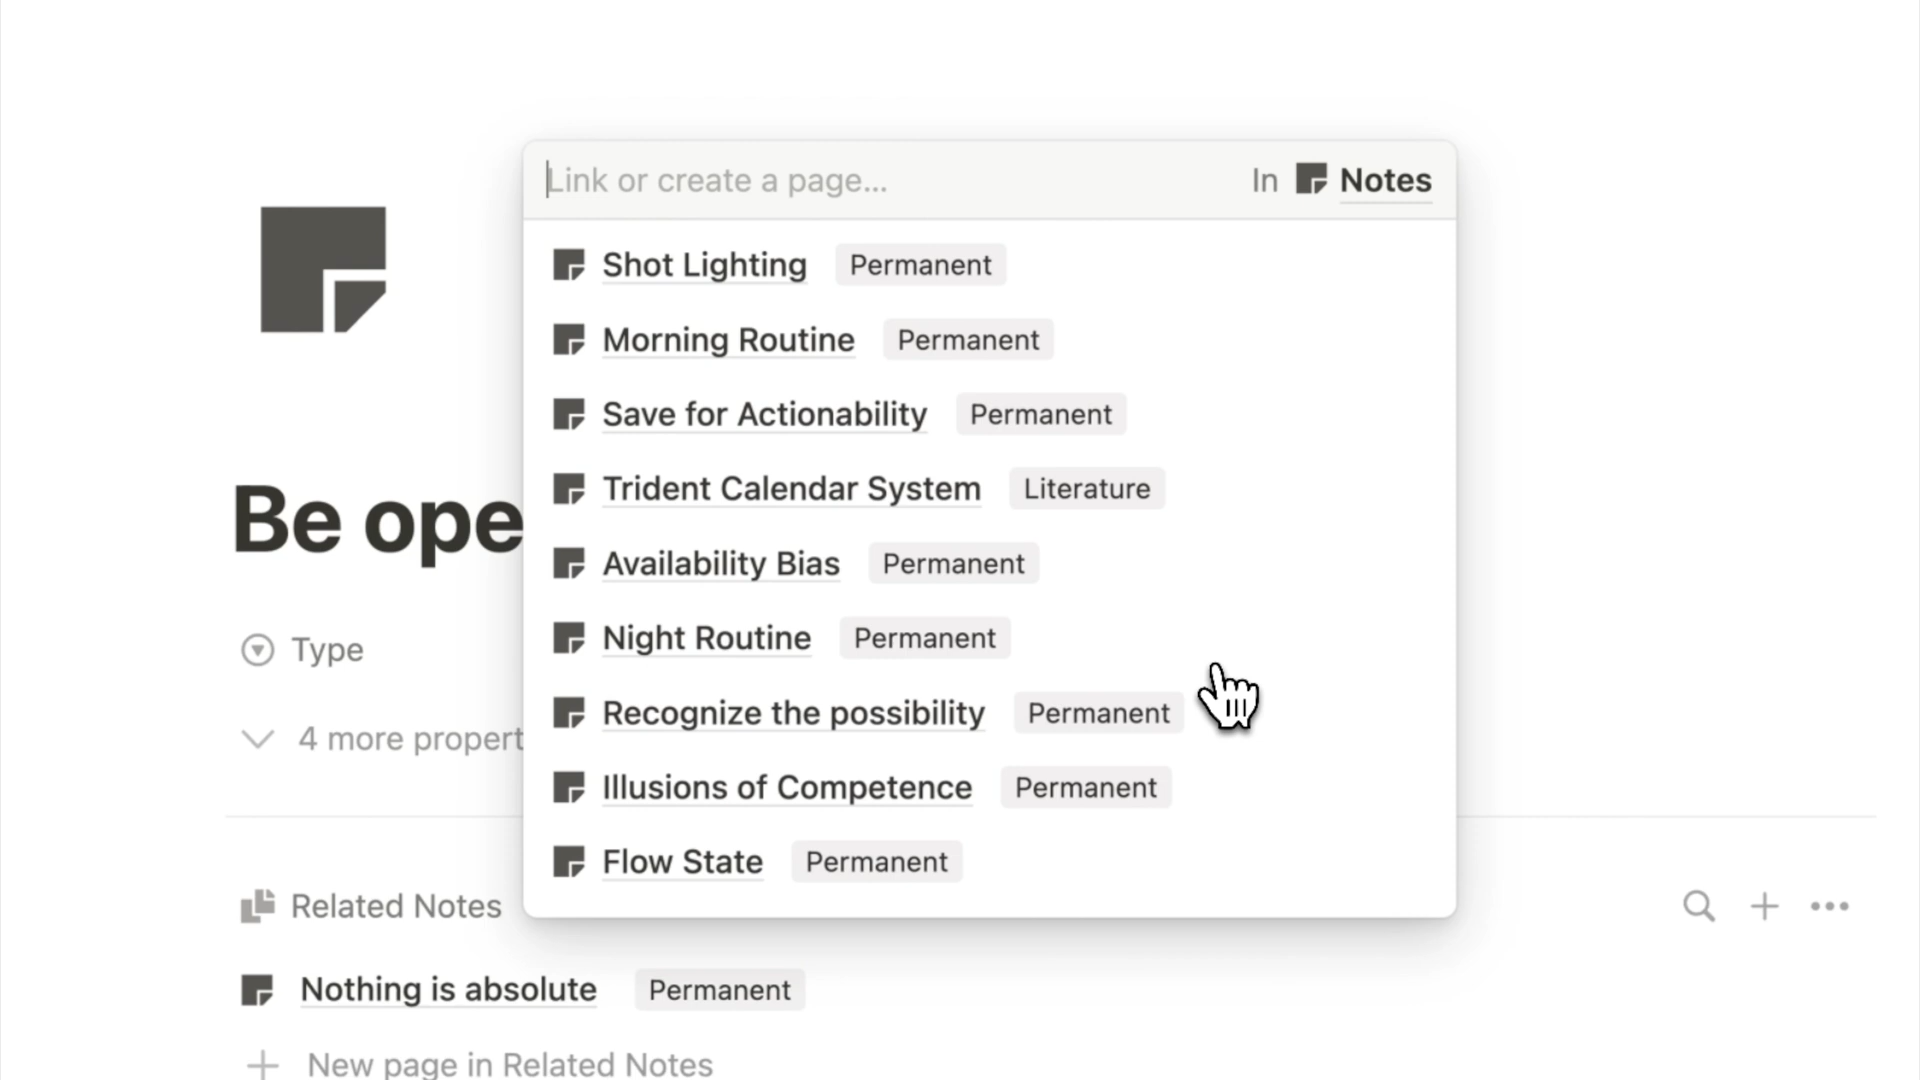 Link or create a page...
In Notes
Shot Lighting Permanent
Morning Routine Permanent
Save for Actionability Permanent
Trident Calendar System Literature
Availability Bias Permanent
Night Routine Permanent
Recognize the possibility Permanent
Illusions of Competence Permanent
Flow State Permanent
Be ope
Type
4 more propert
Related Notes
Nothing is absolute Permanent
New page in Related Notes